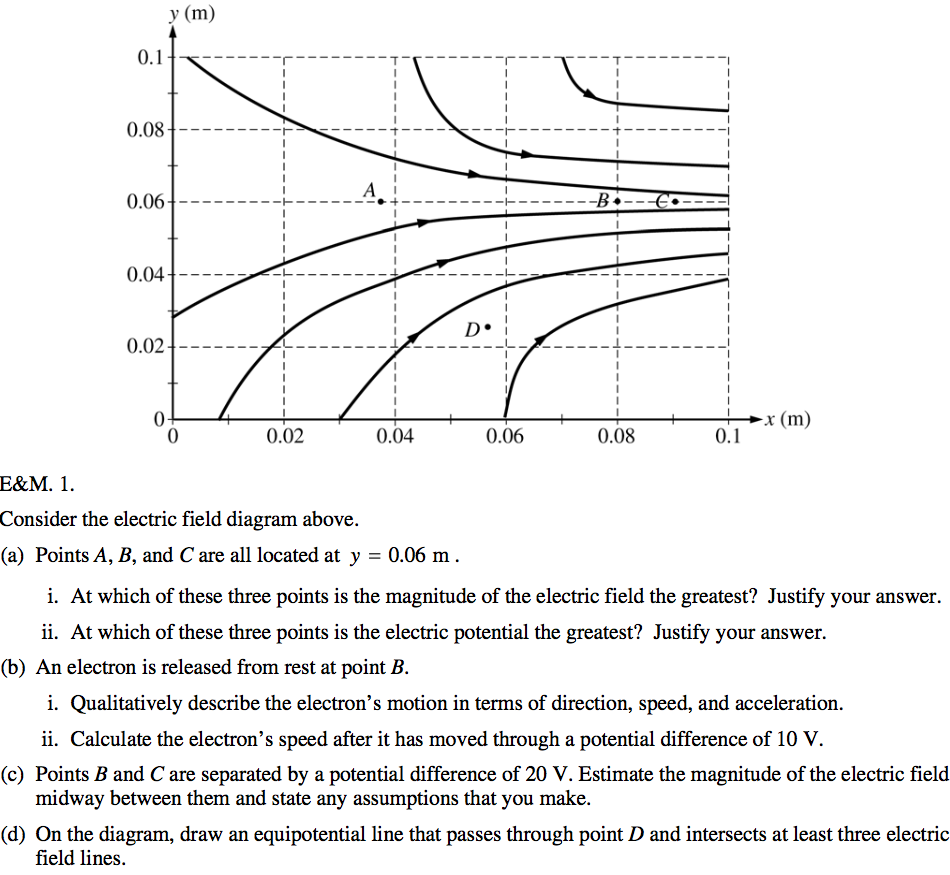 y (m)
0.1
0.08
A
0.06
B
C
0.04
D
0.02
0
x (m)
0
0.02
0.04
0.06
0.08
0.1
E&M. 1.
Consider the electric field diagram above.
(a) Points A, B, and C are all located at y = 0.06 m .
i. At which of these three points is the magnitude of the electric field the greatest? Justify your answer.
ii. At which of these three points is the electric potential the greatest? Justify your answer.
(b) An electron is released from rest at point B.
i. Qualitatively describe the electron's motion in terms of direction, speed, and acceleration.
ii. Calculate the electron's speed after it has moved through a potential difference of 10 V.
(c) Points B and C are separated by a potential difference of 20 V. Estimate the magnitude of the electric field
midway between them and state any assumptions that you make.
(d) On the diagram, draw an equipotential line that passes through point D and intersects at least three electric
field lines.